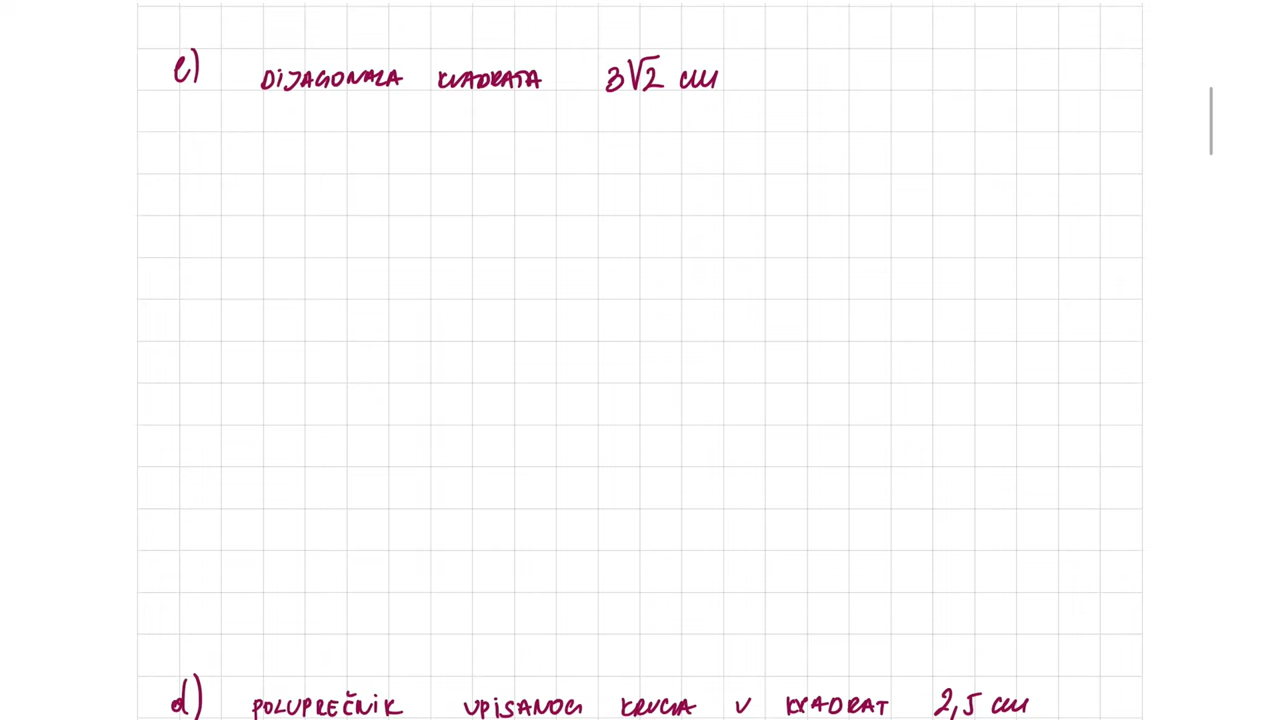 c) DIJAGONALA KVADRATA 3√2 cm
d) POLUPREČNIK UPISANOG KRUGA U KVADRAT 2,5 cm